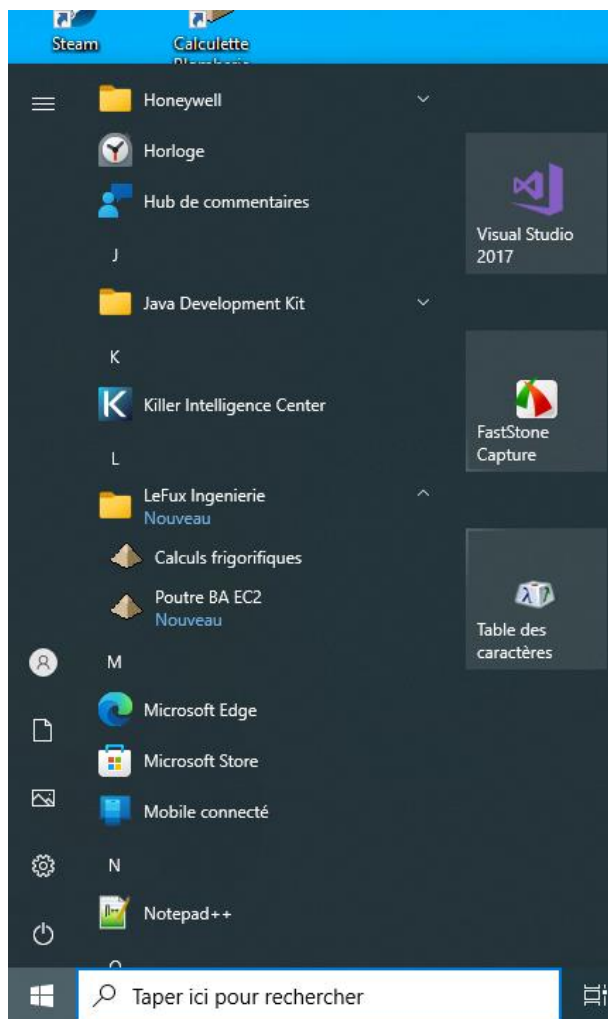 Steam
Calculette
Honeywell
Horloge
Hub de commentaires
J
Java Development Kit
K
Killer Intelligence Center
L
LeFux Ingenierie
Nouveau
Calculs frigorifiques
Poutre BA EC2
Nouveau
M
Microsoft Edge
Microsoft Store
Mobile connecté
N
Notepad++
Visual Studio
2017
FastStone
Capture
Table des
caractères
Taper ici pour rechercher